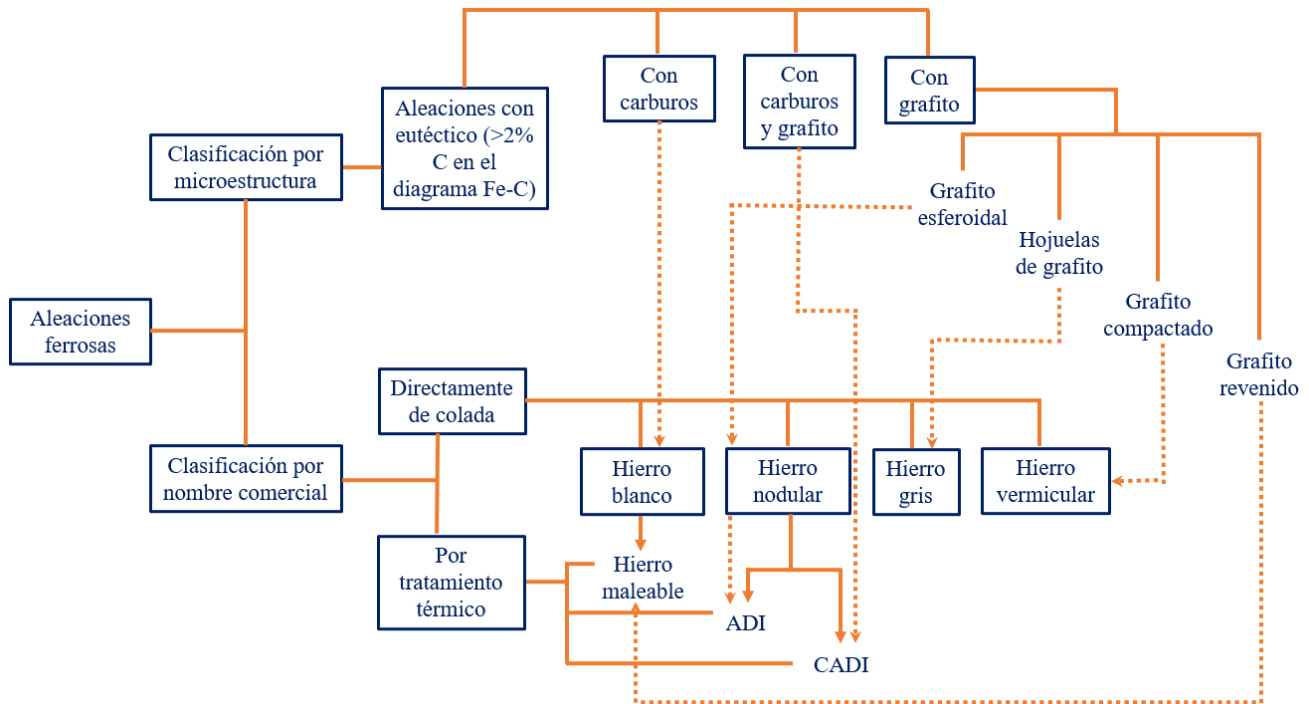 Con
carburos
Con
carburos
y grafito
Con
grafito
Aleaciones con
eutéctico (>2%
C en el
diagrama Fe-C)
Clasificación por
microestructura
Grafito
esferoidal
Hojuelas
de grafito
Grafito
compactado
Grafito
revenido
Aleaciones
ferrosas
Directamente
de colada
Clasificación por
nombre comercial
Hierro
blanco
Hierro
nodular
Hierro
gris
Hierro
vermicular
Por
tratamiento
térmico
Hierro
maleable
ADI
CADI